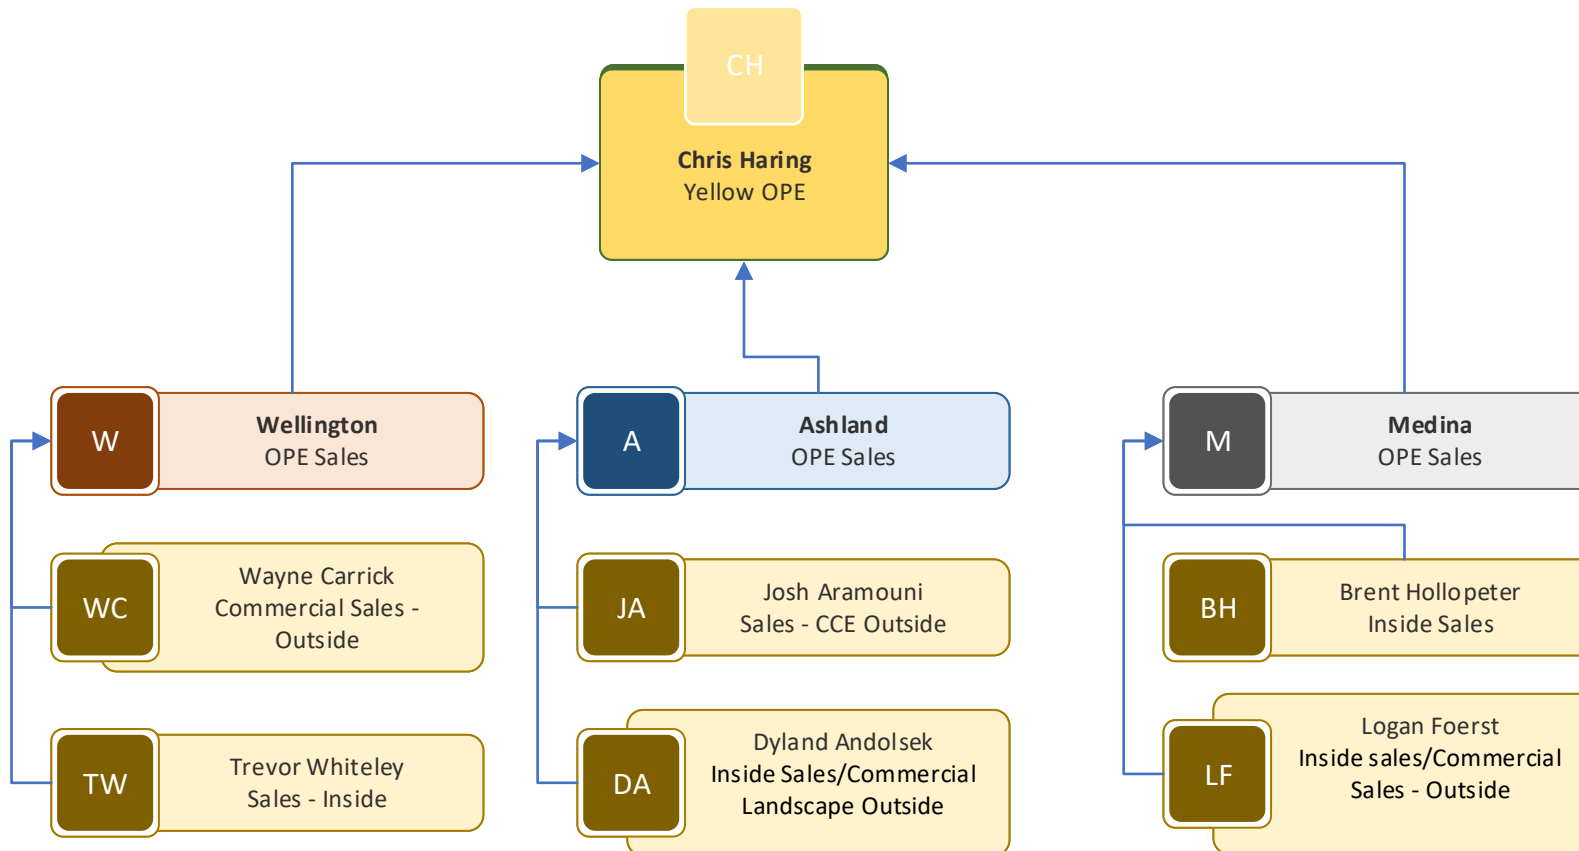 CH
Chris Haring
Yellow OPE
W
Wellington
OPE Sales
A
Ashland
OPE Sales
M
Medina
OPE Sales
WC
Wayne Carrick
Commercial Sales -
Outside
JA
Josh Aramouni
Sales - CCE Outside
BH
Brent Hollopeter
Inside Sales
TW
Trevor Whiteley
Sales - Inside
DA
Dyland Andolsek
Inside Sales/Commercial
Landscape Outside
LF
Logan Foerst
Inside sales/Commercial
Sales - Outside